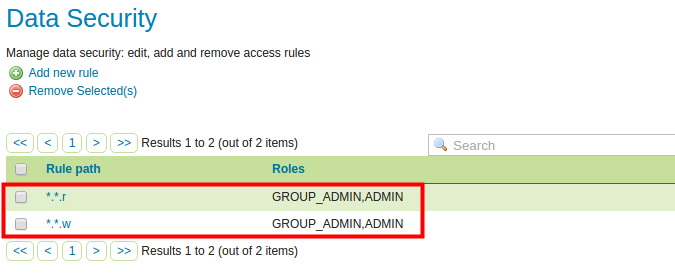 Data Security
Manage data security: edit, add and remove access rules
Add new rule
Remove Selected(s)
<< < 1 > >> Results 1 to 2 (out of 2 items) Search
Rule path Roles
*.*.r GROUP_ADMIN,ADMIN
*.*.w GROUP_ADMIN,ADMIN
<< < 1 > >> Results 1 to 2 (out of 2 items)